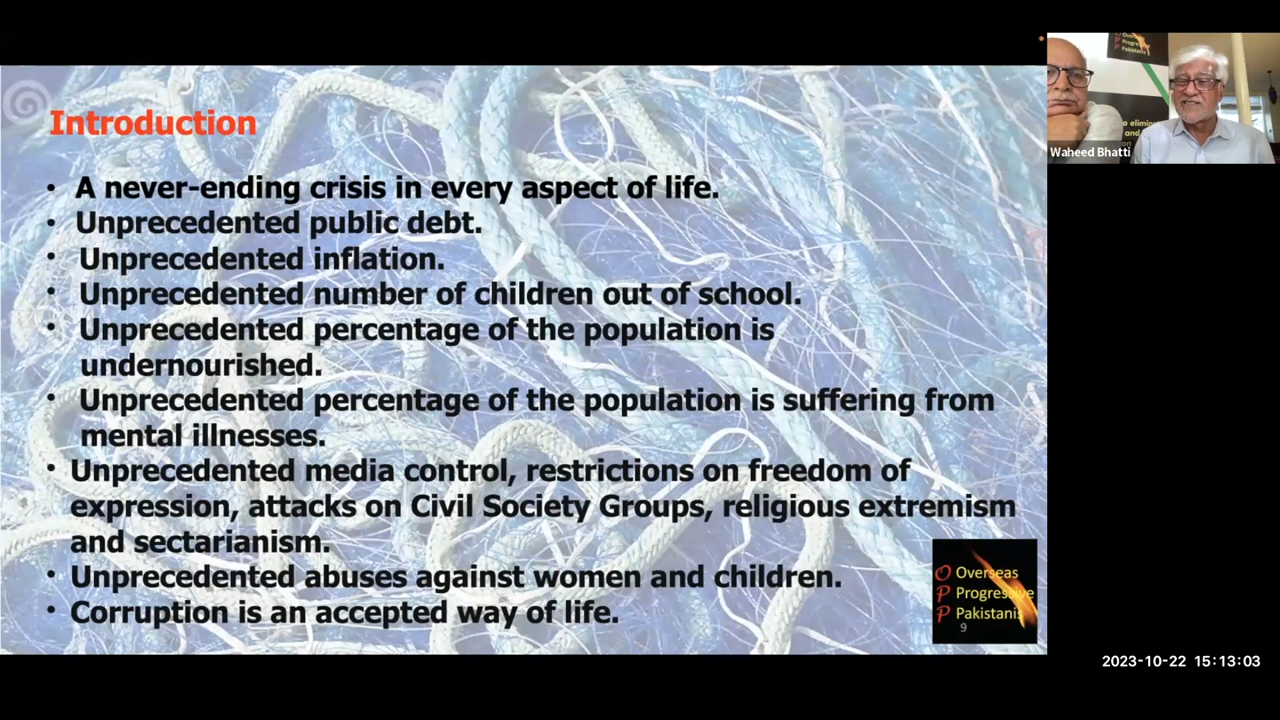 Introduction
• A never-ending crisis in every aspect of life.
• Unprecedented public debt.
• Unprecedented inflation.
• Unprecedented number of children out of school.
• Unprecedented percentage of the population is
undernourished.
• Unprecedented percentage of the population is suffering from
mental illnesses.
• Unprecedented media control, restrictions on freedom of
expression, attacks on Civil Society Groups, religious extremism
and sectarianism.
• Unprecedented abuses against women and children.
• Corruption is an accepted way of life.
O Overseas
P Progressive
P Pakistanis
9
Waheed Bhatti
2023-10-22 15:13:03